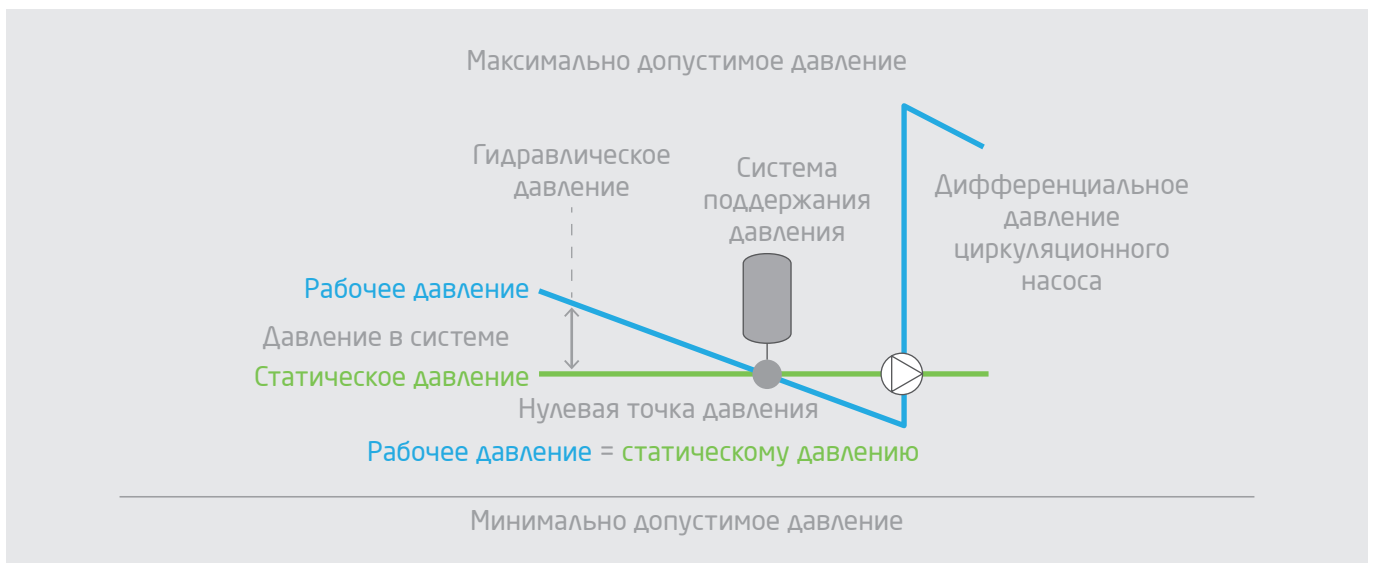 Максимально допустимое давление
Гидравлическое
давление
Система
поддержания
давления
Дифференциальное
давление
циркуляционного
насоса
Рабочее давление
Давление в системе
Статическое давление
Нулевая точка давления
Рабочее давление = статическому давлению
Минимально допустимое давление